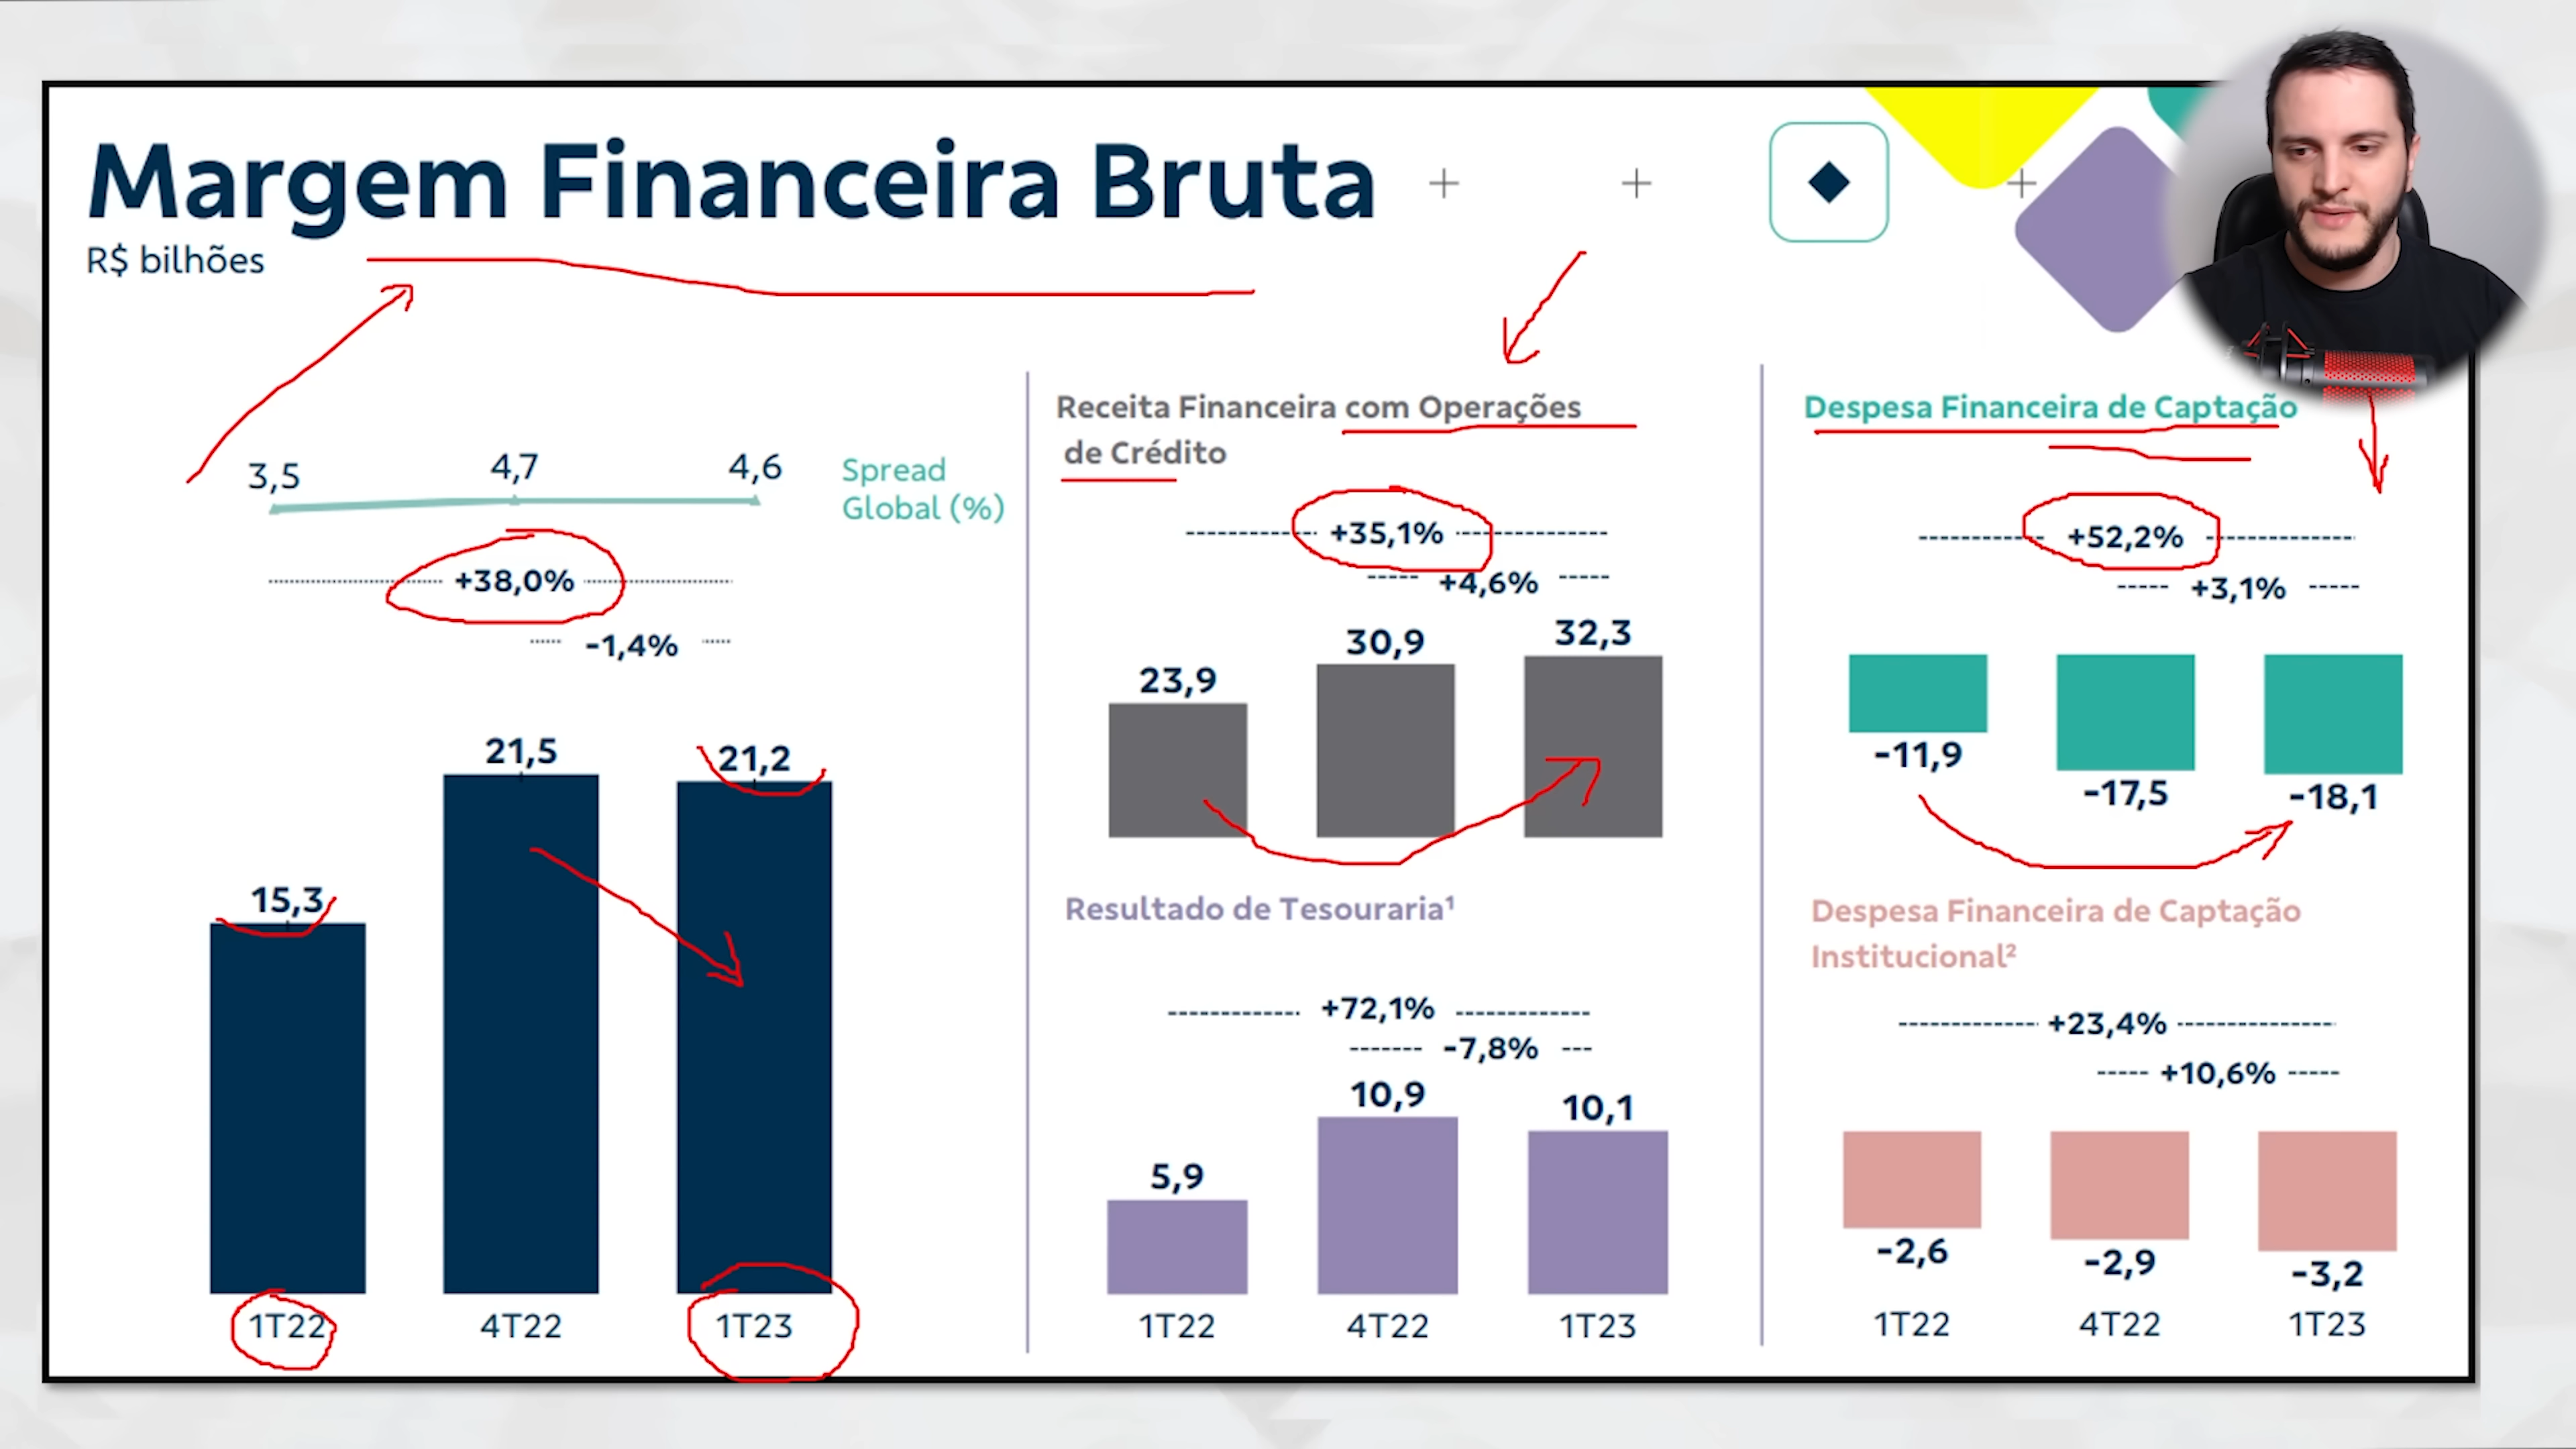 Margem Financeira Bruta
R$ bilhões
3,5
4,7
4,6
Spread
Global (%)
+38,0%
-1,4%
15,3
21,5
21,2
1T22
4T22
1T23
Receita Financeira com Operações
de Crédito
+35,1%
+4,6%
23,9
30,9
32,3
Resultado de Tesouraria¹
+72,1%
-7,8%
5,9
10,9
10,1
1T22
4T22
1T23
Despesa Financeira de Captação
+52,2%
+3,1%
-11,9
-17,5
-18,1
Despesa Financeira de Captação
Institucional²
+23,4%
+10,6%
-2,6
-2,9
-3,2
1T22
4T22
1T23